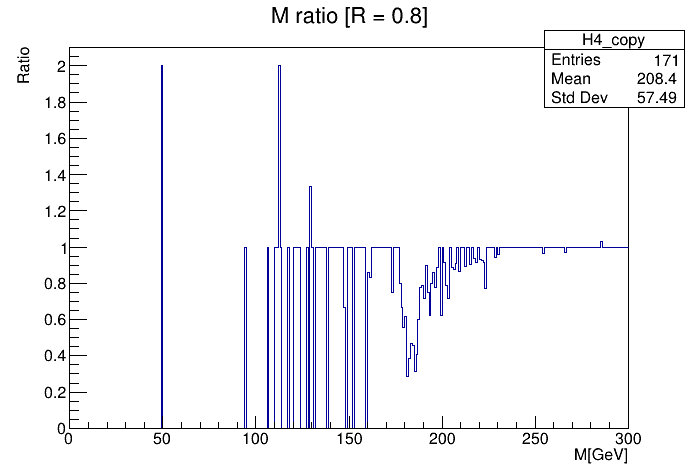 M ratio [R = 0.8]
H4_copy
Entries 171
Mean 208.4
Std Dev 57.49
Ratio
2
1.8
1.6
1.4
1.2
1
0.8
0.6
0.4
0.2
0
0 50 100 150 200 250 300
M[GeV]